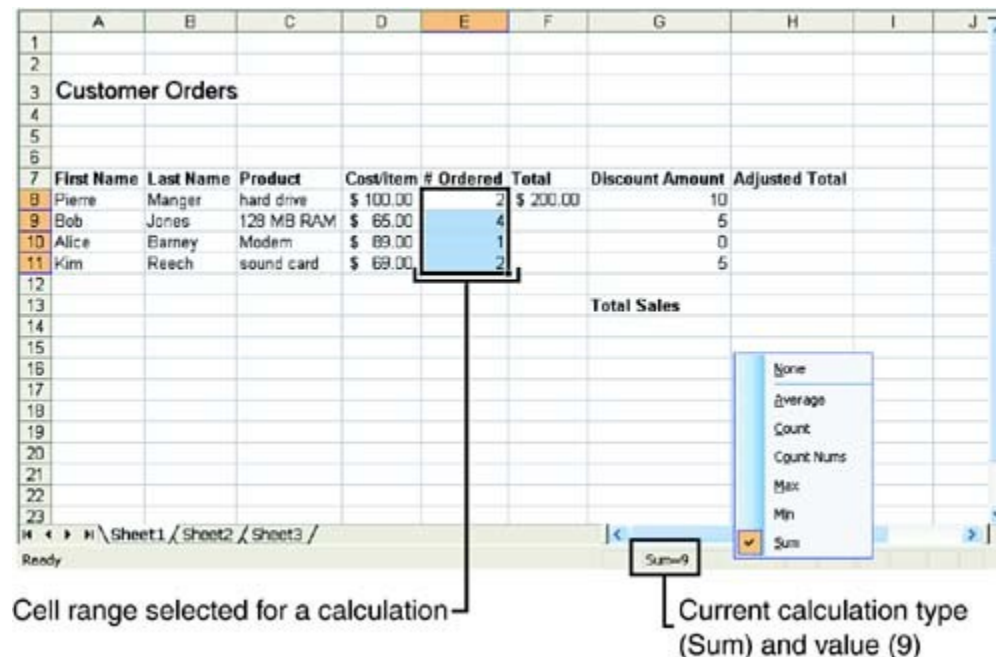 A B C D E F G H I J
1
2
3 Customer Orders
4
5
6
7 First Name Last Name Product Cost/Item # Ordered Total Discount Amount Adjusted Total
8 Pierre Manger hard drive $ 100.00 2 $ 200.00 10
9 Bob Jones 128 MB RAM $ 65.00 4 5
10 Alice Barney Modem $ 89.00 1 0
11 Kim Reech sound card $ 69.00 2 5
12
13 Total Sales
14
15
16 None
17
18 Average
19 Count
20 Count Nums
21 Max
22 Min
23 Sum
Sheet1 Sheet2 Sheet3
Ready Sum=9
Cell range selected for a calculation
Current calculation type
(Sum) and value (9)